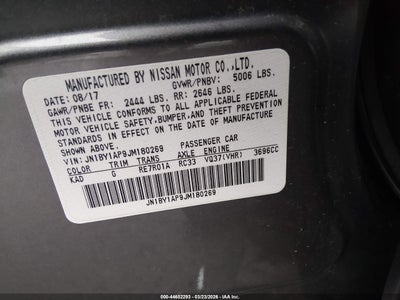 MANUFACTURED BY NISSAN MOTOR CO.,LTD.
DATE: 08/17 GVWR/PNBV: 5006 LBS.
GAWR/PNBE FR: 2444 LBS. RR: 2646 LBS.
THIS VEHICLE CONFORMS TO ALL APPLICABLE FEDERAL
MOTOR VEHICLE SAFETY,BUMPER,AND THEFT PREVENTION
STANDARDS IN EFFECT ON THE DATE OF MANUFACTURE
SHOWN ABOVE.
VIN: JN1BY1AP9JM180269 PASSENGER CAR
COLOR TRIM TRANS AXLE ENGINE
KAD G RE7R01A RC33 VQ37(VHR) 3696CC
JN1BY1AP9JM180269
000-44692293 - 03/23/2026 - IAA Inc.